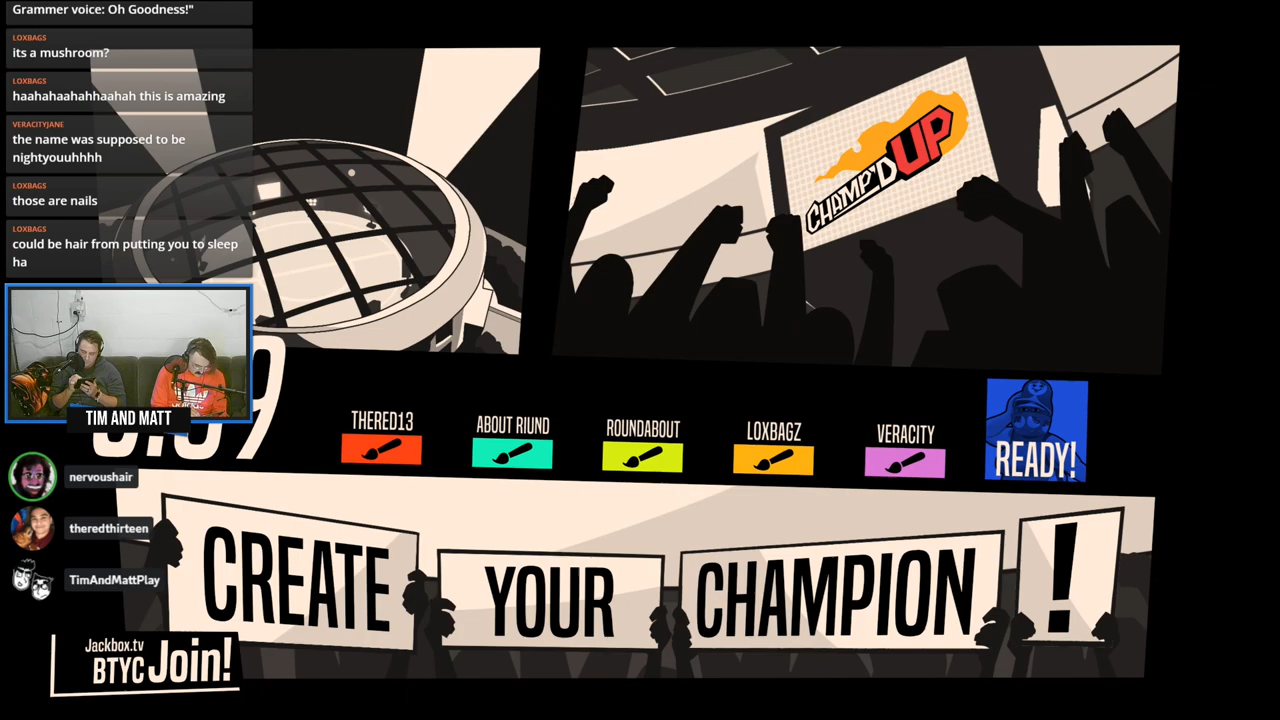 Grammer voice: Oh Goodness!"
LOXBAGS
its a mushroom?
LOXBAGS
haahahaahahhaahah this is amazing
VERACITYJANE
the name was supposed to be
nightyouuhhhh
LOXBAGS
those are nails
LOXBAGS
could be hair from putting you to sleep
ha
CHAMP'D UP
TIM AND MATT
THERED13
ABOUT RIUND
ROUNDABOUT
LOXBAGZ
VERACITY
READY!
nervoushair
theredthirteen
TimAndMattPlay
CREATE
YOUR
CHAMPION
!
Jackbox.tv
BTYC Join!